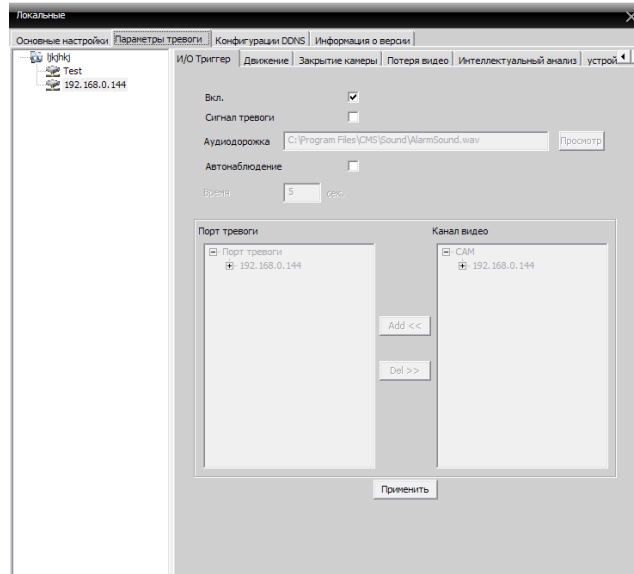 Локальные
Основные настройки Параметры тревоги Конфигурации DDNS Информация о версии
ljkjhkj
Test
192.168.0.144
И/О Триггер Движение Закрытие камеры Потеря видео Интеллектуальный анализ устрой
Вкл.
Сигнал тревоги
Аудиодорожка C:\Program Files\CMS\Sound\AlarmSound.wav Просмотр
Автонаблюдение
Время 5 сек.
Порт тревоги Канал видео
Порт тревоги CAM
192.168.0.144 192.168.0.144
Add <<
Del >>
Применить